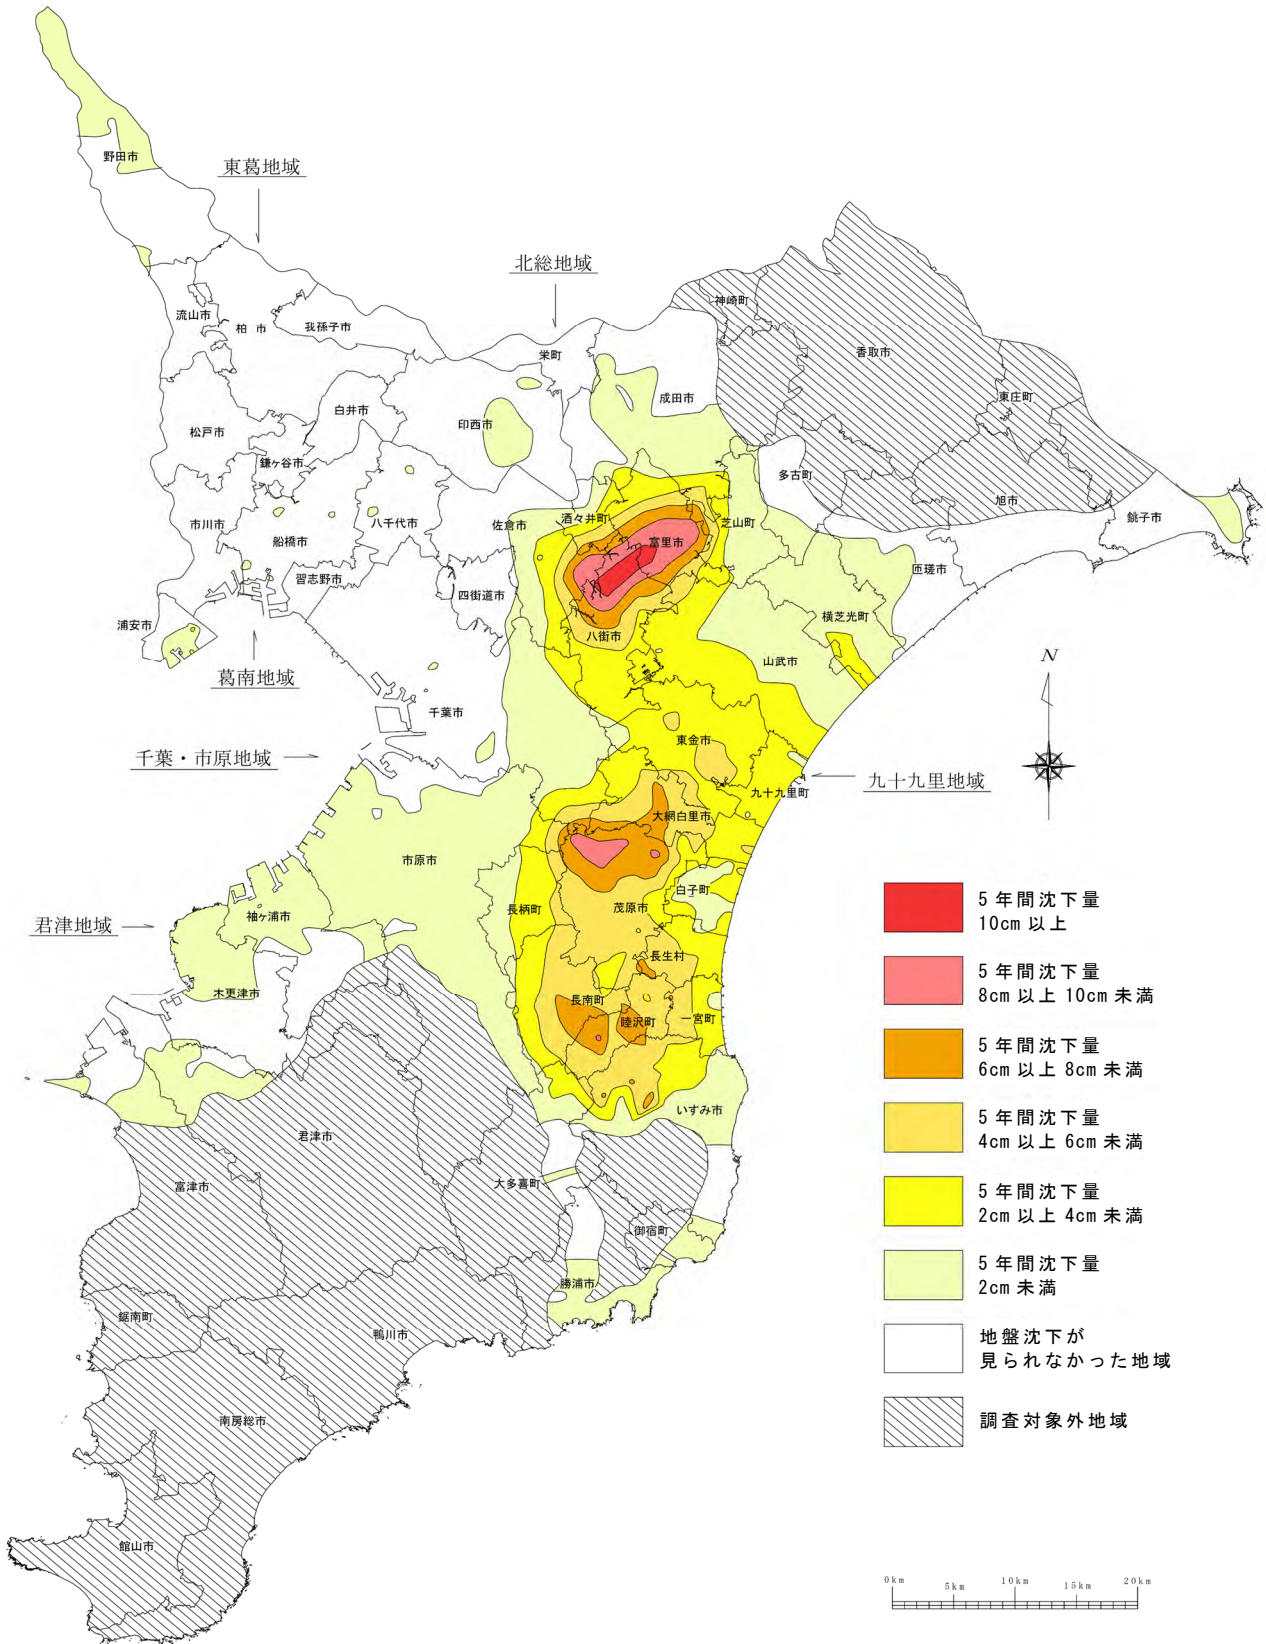 野田市
東葛地域
北総地域
神崎町
流山市
柏 市
我孫子市
栄町
香取市
成田市
東庄町
白井市
印西市
松戸市
鎌ヶ谷市
多古町
旭市
市川市
船橋市
八千代市
佐倉市
酒々井町
芝山町
銚子市
富里市
習志野市
四街道市
匝瑳市
浦安市
八街市
横芝光町
葛南地域
山武市
N
千葉市
東金市
千葉・市原地域
九十九里町
九十九里地域
大網白里市
市原市
白子町
5年間沈下量
10cm以上
長柄町
茂原市
君津地域
袖ヶ浦市
長生村
5年間沈下量
8cm以上 10cm未満
木更津市
長南町
睦沢町
一宮町
5年間沈下量
6cm以上 8cm未満
いすみ市
5年間沈下量
4cm以上 6cm未満
君津市
大多喜町
富津市
5年間沈下量
2cm以上 4cm未満
御宿町
5年間沈下量
2cm未満
勝浦市
鋸南町
鴨川市
地盤沈下が
見られなかった地域
南房総市
調査対象外地域
館山市
0km 5km 10km 15km 20km